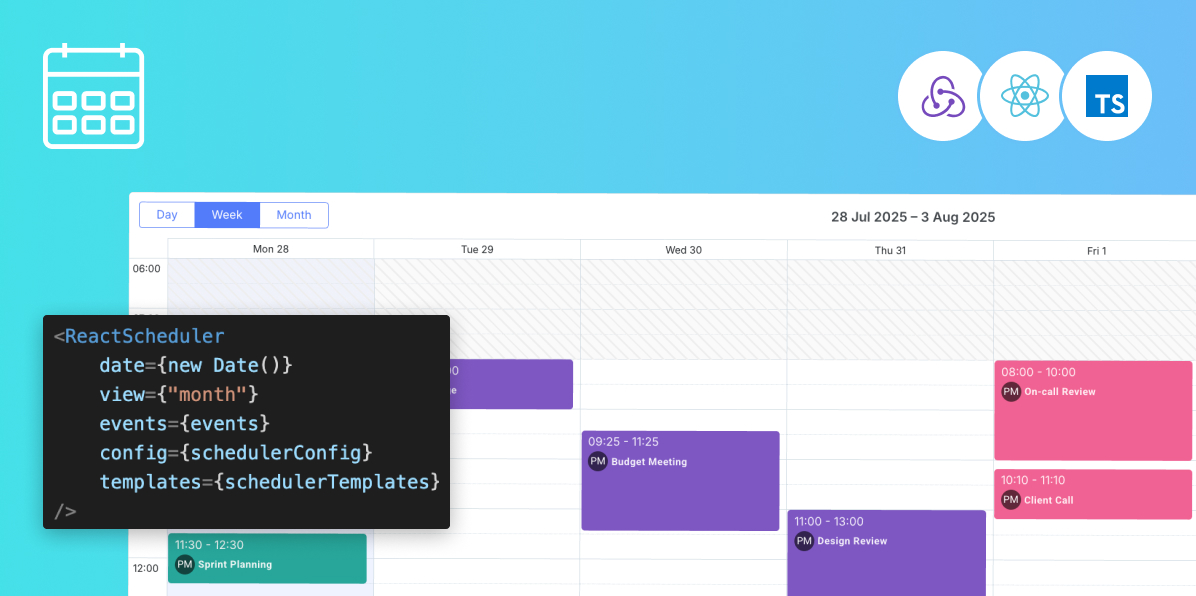 TS
Day Week Month
28 Jul 2025 – 3 Aug 2025
Mon 28 Tue 29 Wed 30 Thu 31 Fri 1
06:00
<ReactScheduler
date={new Date()}
view={"month"}
events={events}
config={schedulerConfig}
templates={schedulerTemplates}
/>
08:00 - 10:00
PM On-call Review
09:25 - 11:25
PM Budget Meeting
10:10 - 11:10
PM Client Call
11:00 - 13:00
PM Design Review
11:30 - 12:30
PM Sprint Planning
12:00